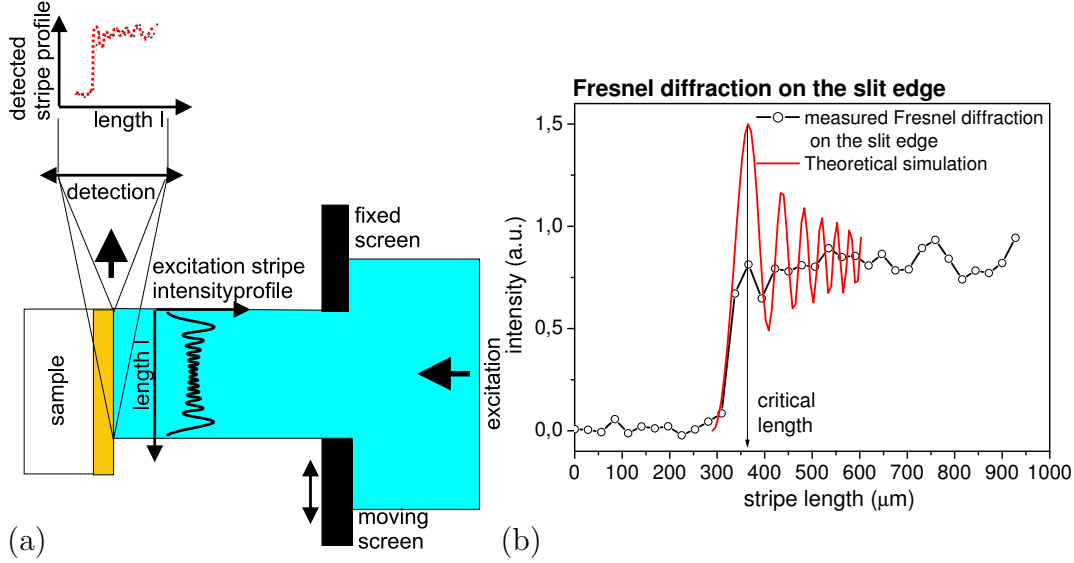 detected
stripe profile
length l
detection
fixed
screen
excitation stripe
intensityprofile
sample
length l
excitation
moving
screen
(a)
Fresnel diffraction on the slit edge
measured Fresnel diffraction
on the slit edge
Theoretical simulation
critical
length
intensity (a.u.)
1,5
1,0
0,5
0,0
0 100 200 300 400 500 600 700 800 900 1000
stripe length (μm)
(b)